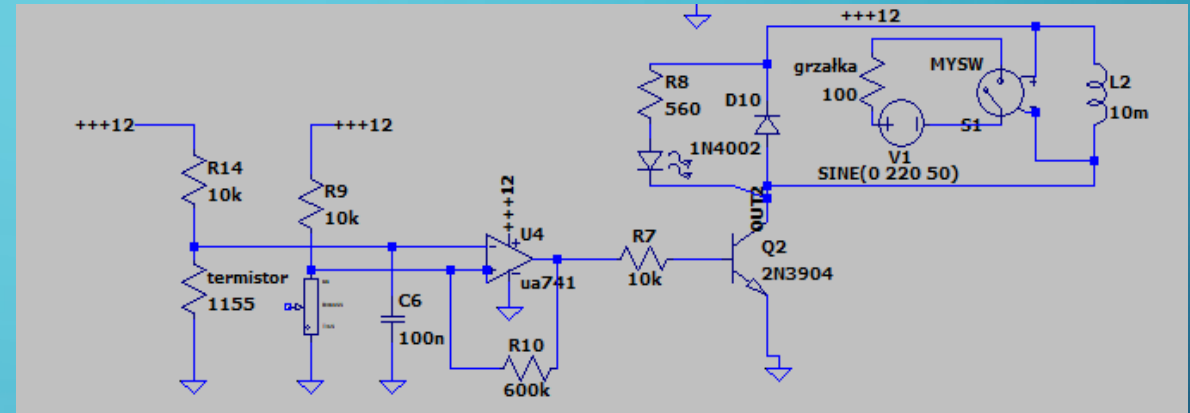 +++12
R8
560
D10
1N4002
grzałka
100
MYSW
S1
V1
SINE(0 220 50)
L2
10m
+++12
+++12
R14
10k
R9
10k
+++12
U4
ua741
OUT2
R7
10k
Q2
2N3904
termistor
1155
C6
100n
R10
600k